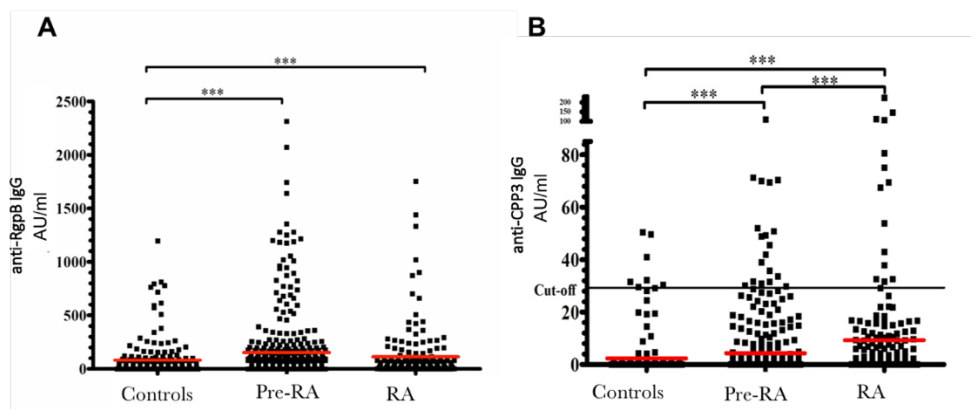 A
***
***
2500
2000
1500
1000
500
0
anti-RgpB IgG
AU/ml
Controls
Pre-RA
RA
B
***
***
***
200
150
100
80
60
40
20
0
Cut-off
anti-CPP3 IgG
AU/ml
Controls
Pre-RA
RA